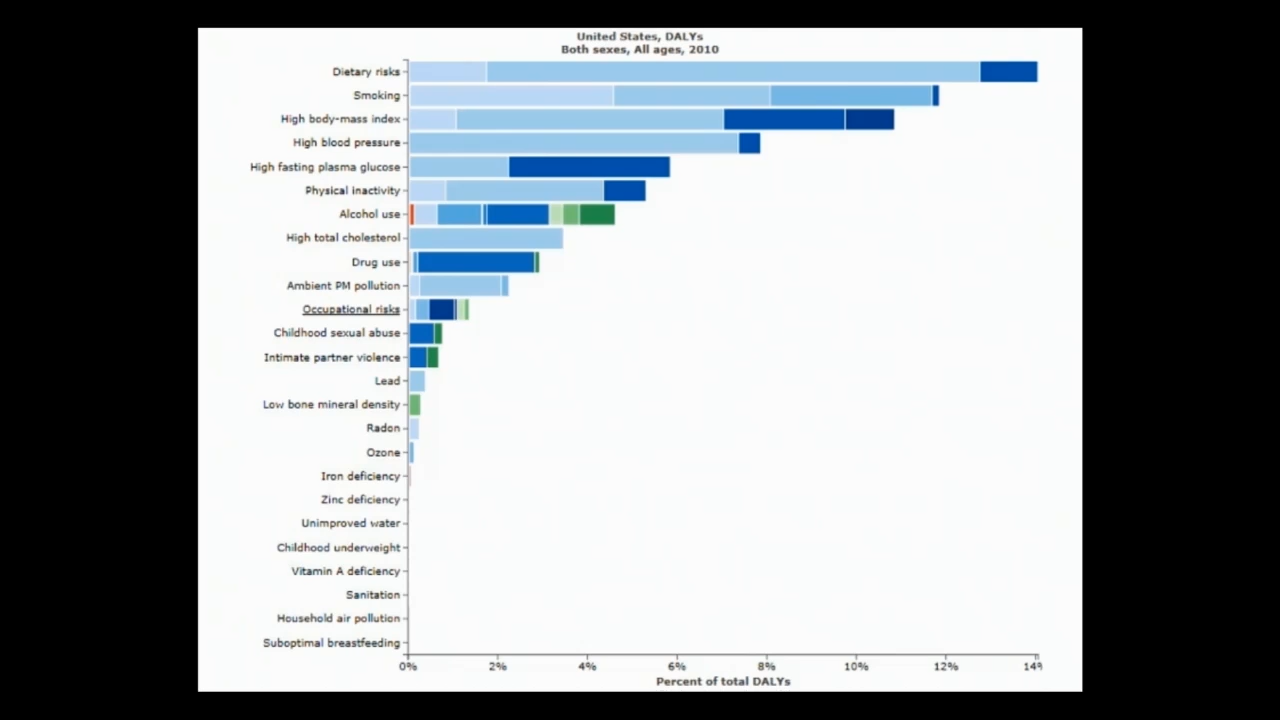 United States, DALYs
Both sexes, All ages, 2010
Dietary risks
Smoking
High body-mass index
High blood pressure
High fasting plasma glucose
Physical inactivity
Alcohol use
High total cholesterol
Drug use
Ambient PM pollution
Occupational risks
Childhood sexual abuse
Intimate partner violence
Lead
Low bone mineral density
Radon
Ozone
Iron deficiency
Zinc deficiency
Unimproved water
Childhood underweight
Vitamin A deficiency
Sanitation
Household air pollution
Suboptimal breastfeeding
0% 2% 4% 6% 8% 10% 12% 14%
Percent of total DALYs